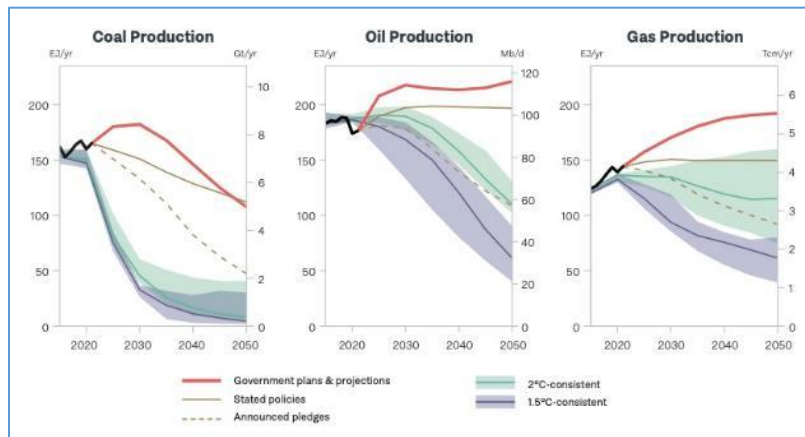 Coal Production
EJ/yr Gt/yr
200
150
100
50
0
10
8
6
4
2
0
2020 2030 2040 2050
Oil Production
EJ/yr Mb/d
200
150
100
50
0
120
100
80
60
40
20
0
2020 2030 2040 2050
Gas Production
EJ/yr Tcm/yr
200
150
100
50
0
6
5
4
3
2
1
0
2020 2030 2040 2050
Government plans & projections
Stated policies
Announced pledges
2°C-consistent
1.5°C-consistent